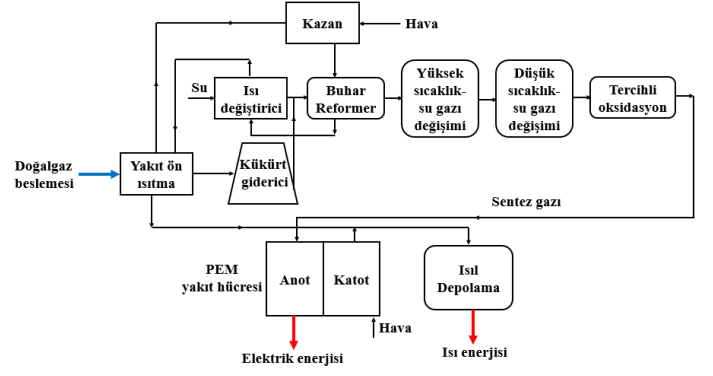 Kazan
Hava
Su
Isı
değiştirici
Buhar
Reformer
Yüksek
sıcaklık-
su gazı
değişimi
Düşük
sıcaklık-
su gazı
değişimi
Tercihli
oksidasyon
Doğalgaz
beslemesi
Yakıt ön
ısıtma
Kükürt
giderici
Sentez gazı
PEM
yakıt hücresi
Anot
Katot
Isıl
Depolama
Hava
Elektrik enerjisi
Isı enerjisi